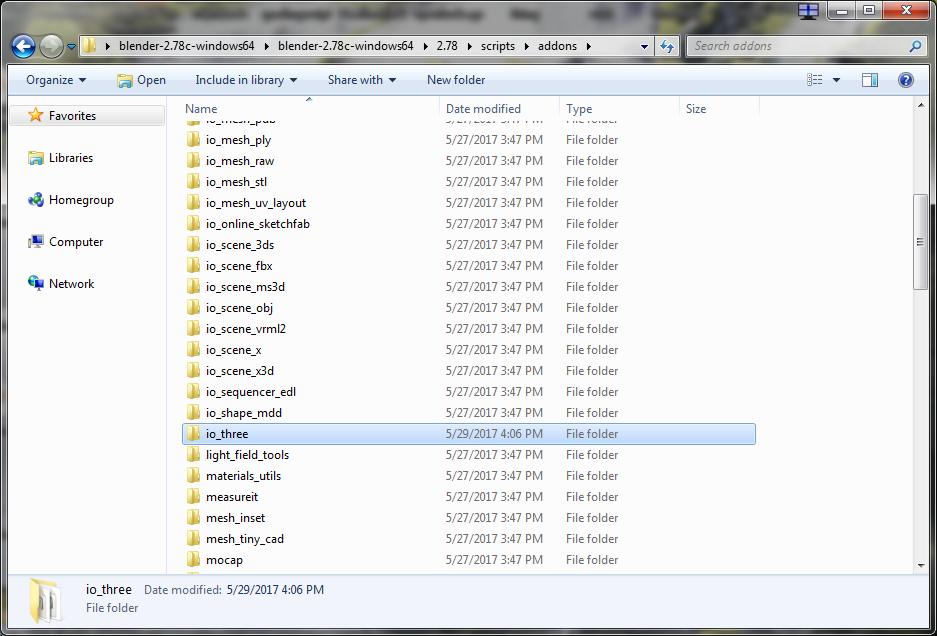 blender-2.78c-windows64 blender-2.78c-windows64 2.78 scripts addons Search addons
Organize Open Include in library Share with New folder
Favorites
Libraries
Homegroup
Computer
Network
Name Date modified Type Size
io_mesh_pdb 5/27/2017 3:47 PM File folder
io_mesh_ply 5/27/2017 3:47 PM File folder
io_mesh_raw 5/27/2017 3:47 PM File folder
io_mesh_stl 5/27/2017 3:47 PM File folder
io_mesh_uv_layout 5/27/2017 3:47 PM File folder
io_online_sketchfab 5/27/2017 3:47 PM File folder
io_scene_3ds 5/27/2017 3:47 PM File folder
io_scene_fbx 5/27/2017 3:47 PM File folder
io_scene_ms3d 5/27/2017 3:47 PM File folder
io_scene_obj 5/27/2017 3:47 PM File folder
io_scene_vrml2 5/27/2017 3:47 PM File folder
io_scene_x 5/27/2017 3:47 PM File folder
io_scene_x3d 5/27/2017 3:47 PM File folder
io_sequencer_edl 5/27/2017 3:47 PM File folder
io_shape_mdd 5/27/2017 3:47 PM File folder
io_three 5/29/2017 4:06 PM File folder
light_field_tools 5/27/2017 3:47 PM File folder
materials_utils 5/27/2017 3:47 PM File folder
measureit 5/27/2017 3:47 PM File folder
mesh_inset 5/27/2017 3:47 PM File folder
mesh_tiny_cad 5/27/2017 3:47 PM File folder
mocap 5/27/2017 3:47 PM File folder
io_three Date modified: 5/29/2017 4:06 PM
File folder